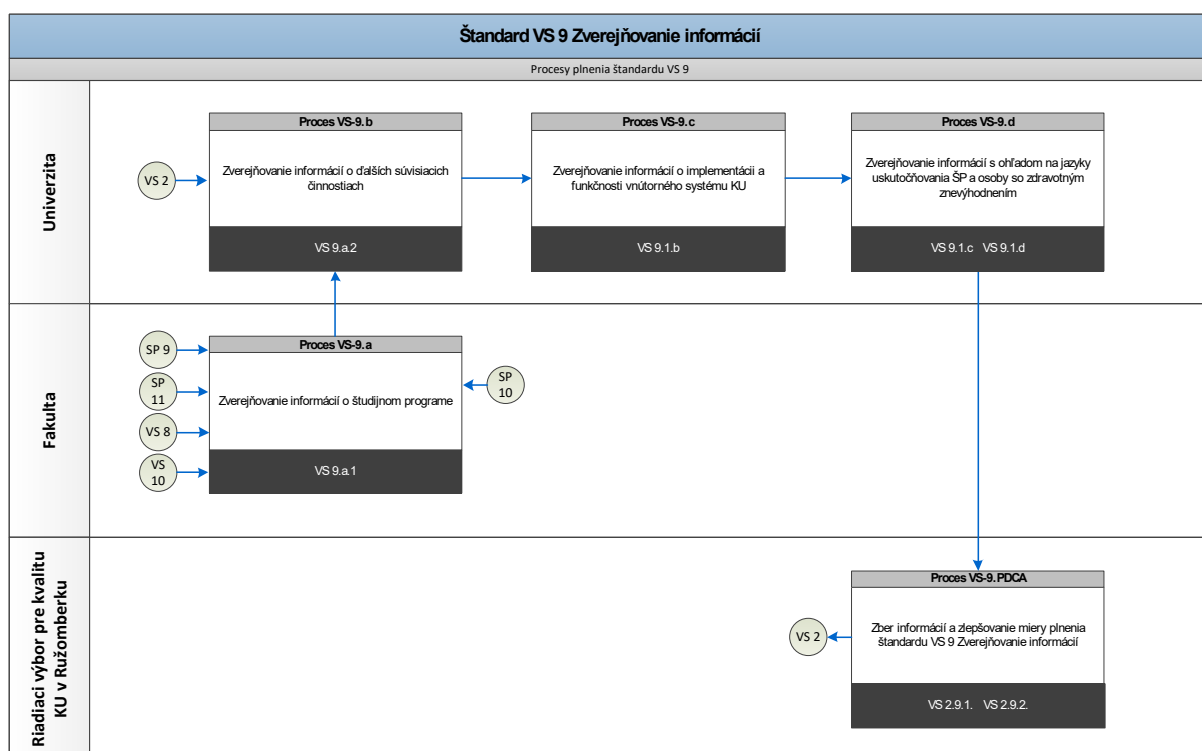 Štandard VS 9 Zverejňovanie informácií
Procesy plnenia štandardu VS 9
Univerzita
VS 2
Proces VS-9.b
Zverejňovanie informácií o ďalších súvisiacich
činnostiach
VS 9.a.2
Proces VS-9.c
Zverejňovanie informácií o implementácii a
funkčnosti vnútorného systému KU
VS 9.1.b
Proces VS-9.d
Zverejňovanie informácií s ohľadom na jazyky
uskutočňovania ŠP a osoby so zdravotným
znevýhodnením
VS 9.1.c VS 9.1.d
Fakulta
SP 9
SP
11
VS 8
VS
10
Proces VS-9.a
Zverejňovanie informácií o študijnom programe
VS 9.a.1
SP
10
Riadiaci výbor pre kvalitu
KU v Ružomberku
VS 2
Proces VS-9.PDCA
Zber informácií a zlepšovanie miery plnenia
štandardu VS 9 Zverejňovanie informácií
VS 2.9.1. VS 2.9.2.